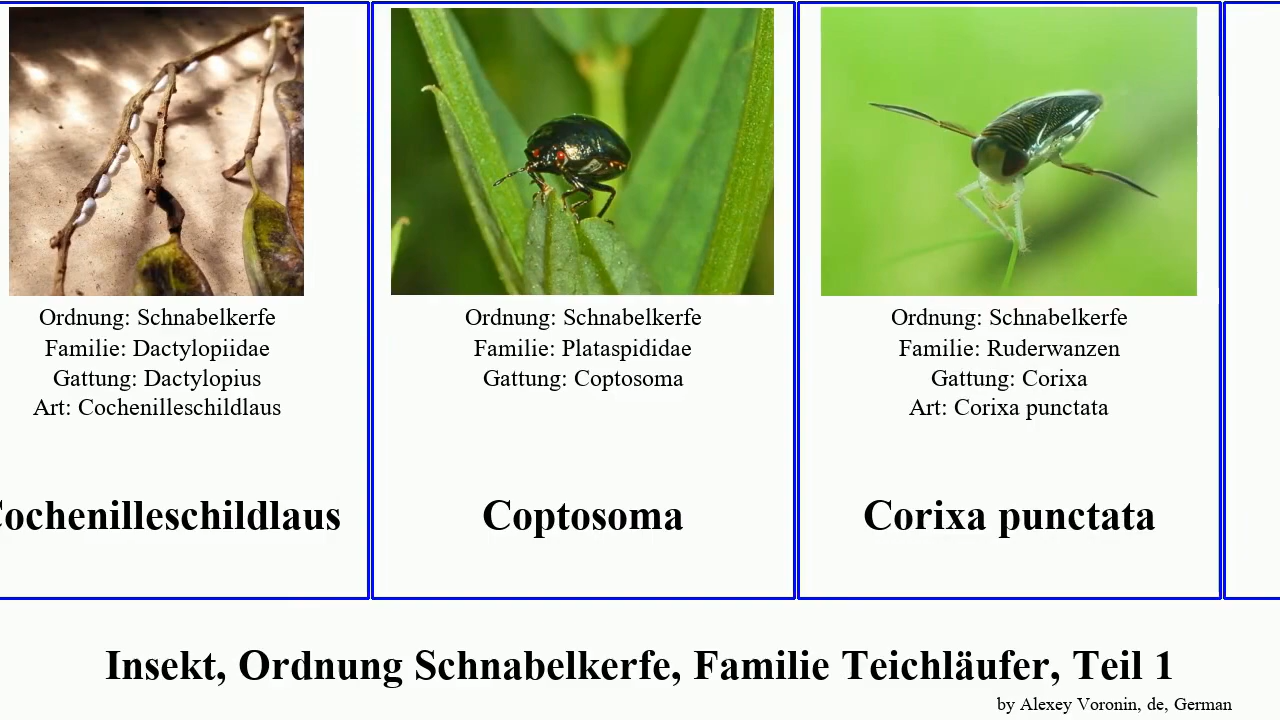 Ordnung: Schnabelkerfe
Familie: Dactylopiidae
Gattung: Dactylopius
Art: Cochenilleschildlaus
Cochenilleschildlaus
Ordnung: Schnabelkerfe
Familie: Plataspididae
Gattung: Coptosoma
Coptosoma
Ordnung: Schnabelkerfe
Familie: Ruderwanzen
Gattung: Corixa
Art: Corixa punctata
Corixa punctata
Insekt, Ordnung Schnabelkerfe, Familie Teichläufer, Teil 1
by Alexey Voronin, de, German